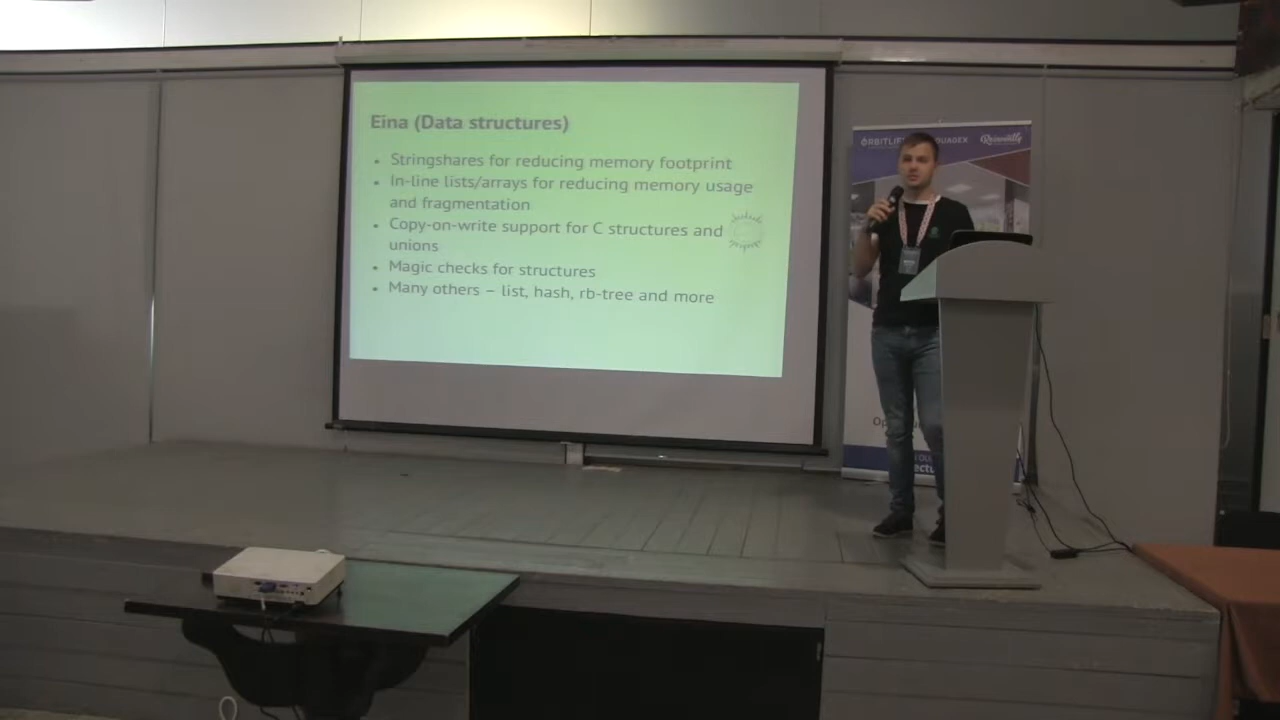 Eina (Data structures)
• Stringshares for reducing memory footprint
• In-line lists/arrays for reducing memory usage
and fragmentation
• Copy-on-write support for C structures and
unions
• Magic checks for structures
• Many others – list, hash, rb-tree and more